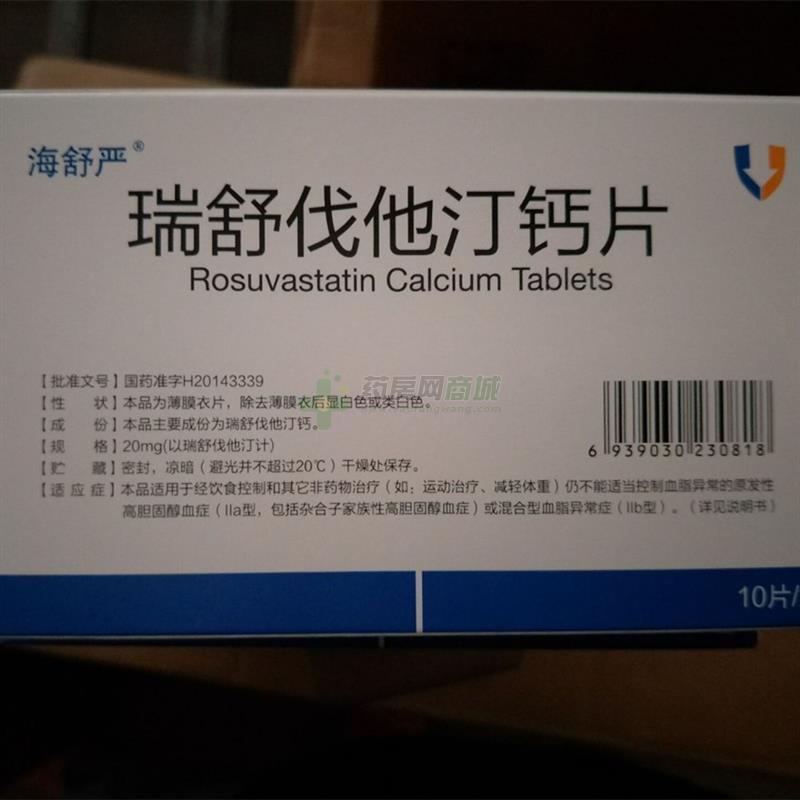 海舒严®
瑞舒伐他汀钙片
Rosuvastatin Calcium Tablets
【批准文号】国药准字H20143339
【性　　状】本品为薄膜衣片，除去薄膜衣后显白色或类白色。
【成　　份】本品主要成份为瑞舒伐他汀钙。
【规　　格】20mg(以瑞舒伐他汀计)
【贮　　藏】密封，凉暗（避光并不超过20℃）干燥处保存。
【适应症】本品适用于经饮食控制和其它非药物治疗（如：运动治疗、减轻体重）仍不能适当控制血脂异常的原发性
高胆固醇血症（IIa型，包括杂合子家族性高胆固醇血症）或混合型血脂异常症（IIb型）。（详见说明书）
6 939030 230818
药房网商城
10片/